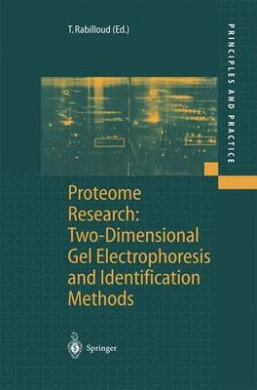 T. Rabilloud (Ed.)
PRINCIPLES AND PRACTICE
Proteome
Research:
Two-Dimensional
Gel Electrophoresis
and Identification
Methods
Springer